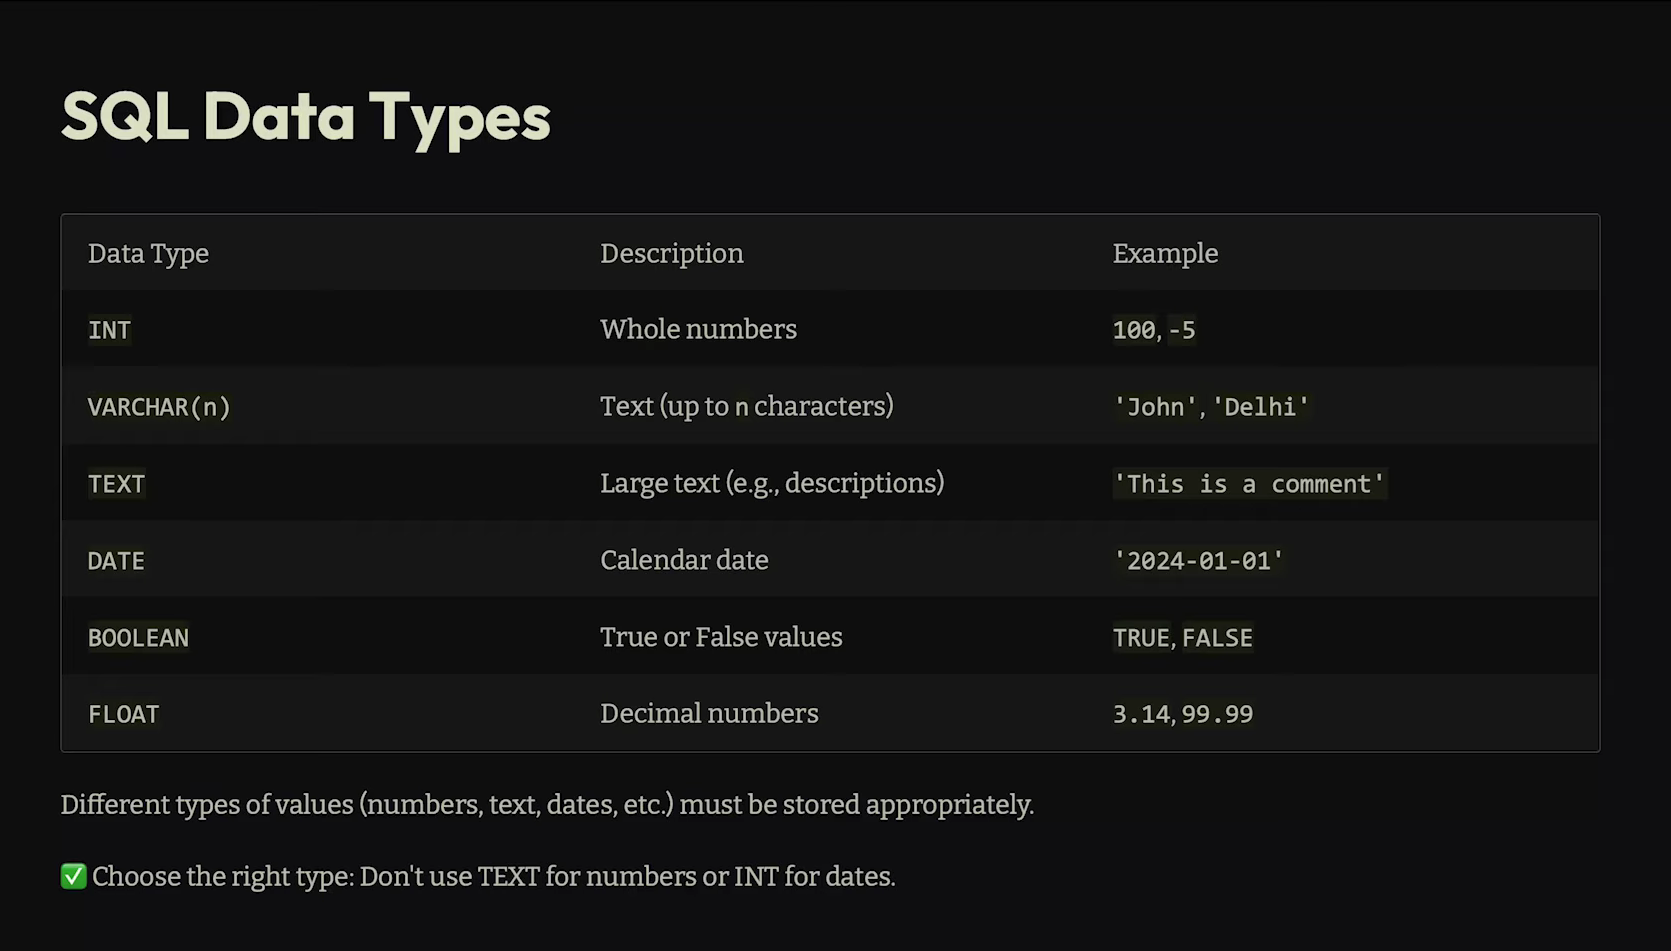 SQL Data Types
Data Type Description Example
INT Whole numbers 100, -5
VARCHAR(n) Text (up to n characters) 'John', 'Delhi'
TEXT Large text (e.g., descriptions) 'This is a comment'
DATE Calendar date '2024-01-01'
BOOLEAN True or False values TRUE, FALSE
FLOAT Decimal numbers 3.14, 99.99
Different types of values (numbers, text, dates, etc.) must be stored appropriately.
✅ Choose the right type: Don't use TEXT for numbers or INT for dates.